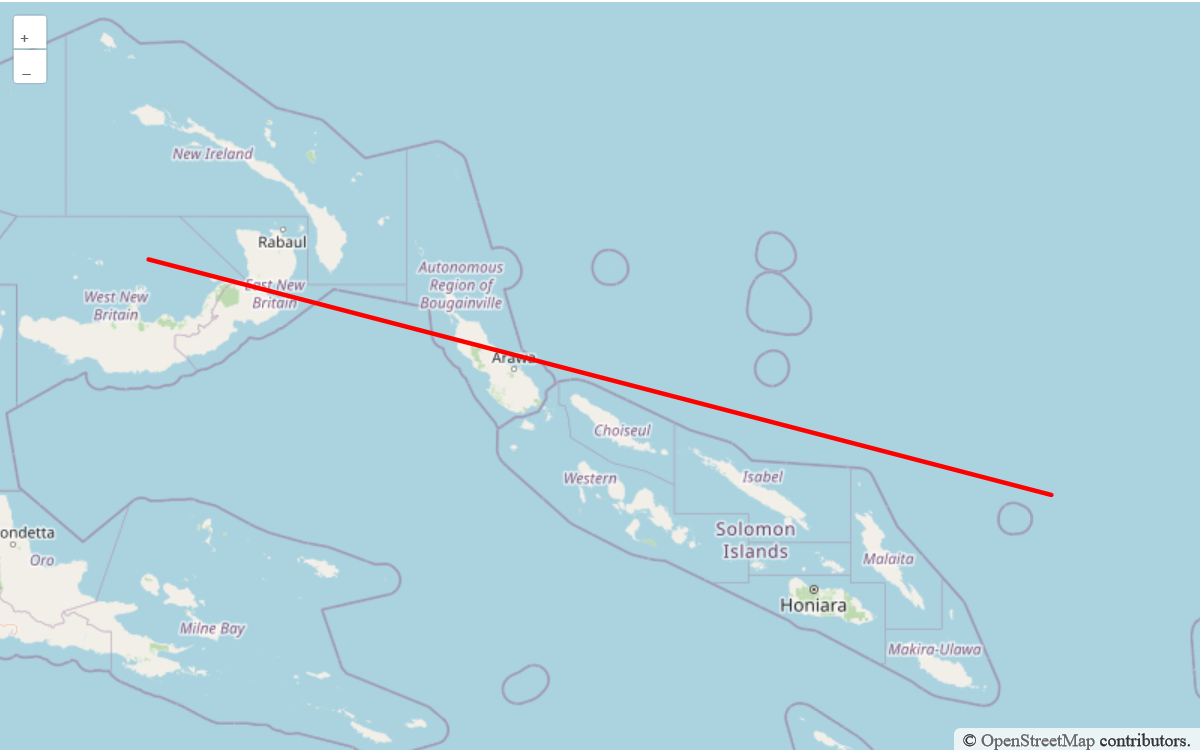 +
–
New Ireland
Rabaul
Autonomous
Region of
Bougainville
East New
Britain
West New
Britain
Arawa
Choiseul
Western
Isabel
Solomon
Islands
ondetta
Oro
Malaita
Honiara
Milne Bay
Makira-Ulawa
© OpenStreetMap contributors.